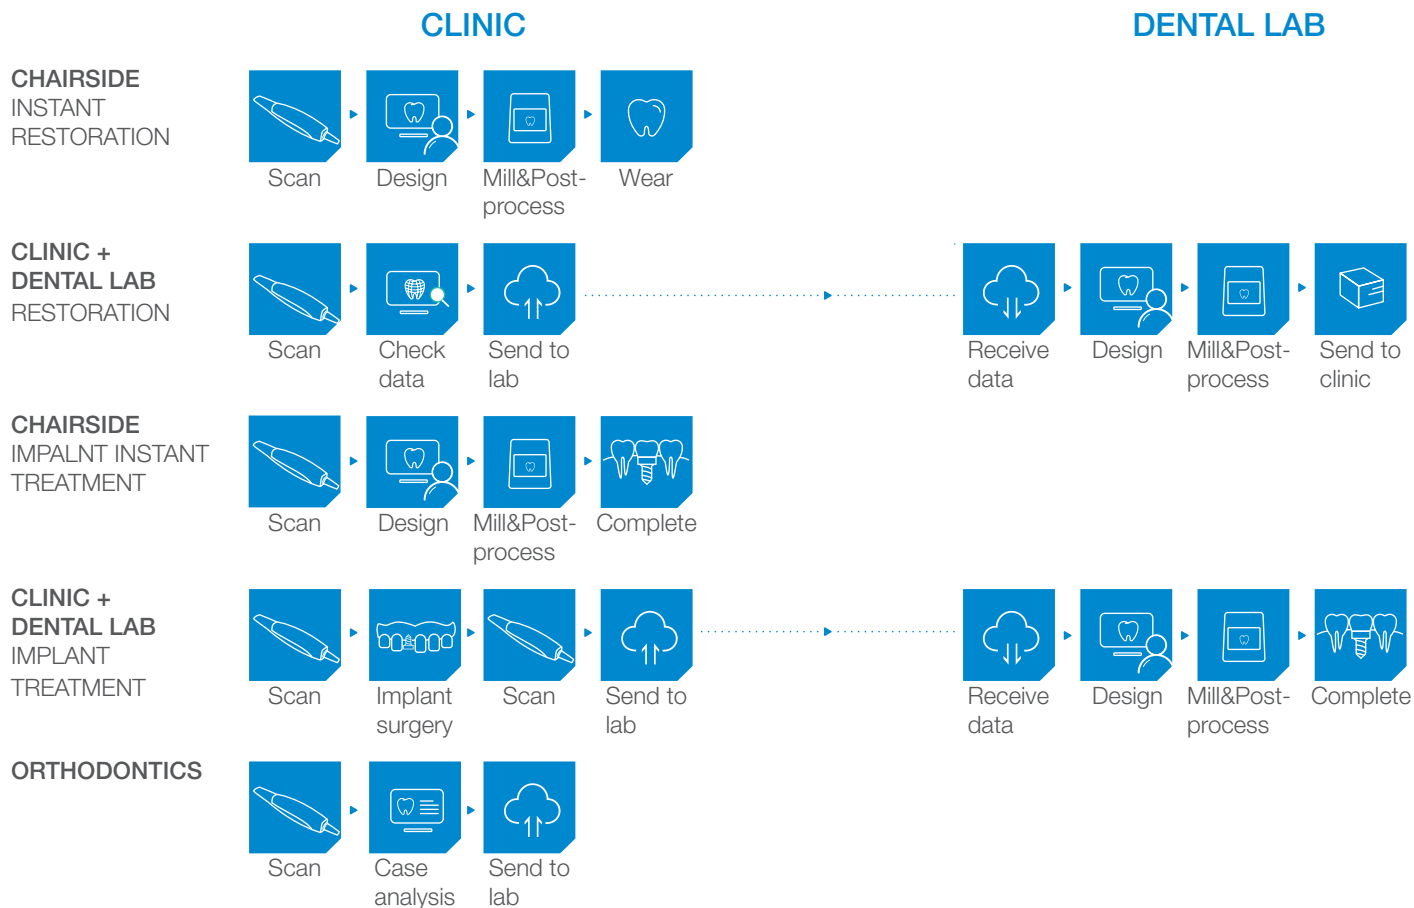 CLINIC
DENTAL LAB
CHAIRSIDE
INSTANT
RESTORATION
Scan
Design
Mill&Post-
process
Wear
CLINIC +
DENTAL LAB
RESTORATION
Scan
Check
data
Send to
lab
Receive
data
Design
Mill&Post-
process
Send to
clinic
CHAIRSIDE
IMPALNT INSTANT
TREATMENT
Scan
Design
Mill&Post-
process
Complete
CLINIC +
DENTAL LAB
IMPLANT
TREATMENT
Scan
Implant
surgery
Scan
Send to
lab
Receive
data
Design
Mill&Post-
process
Complete
ORTHODONTICS
Scan
Case
analysis
Send to
lab